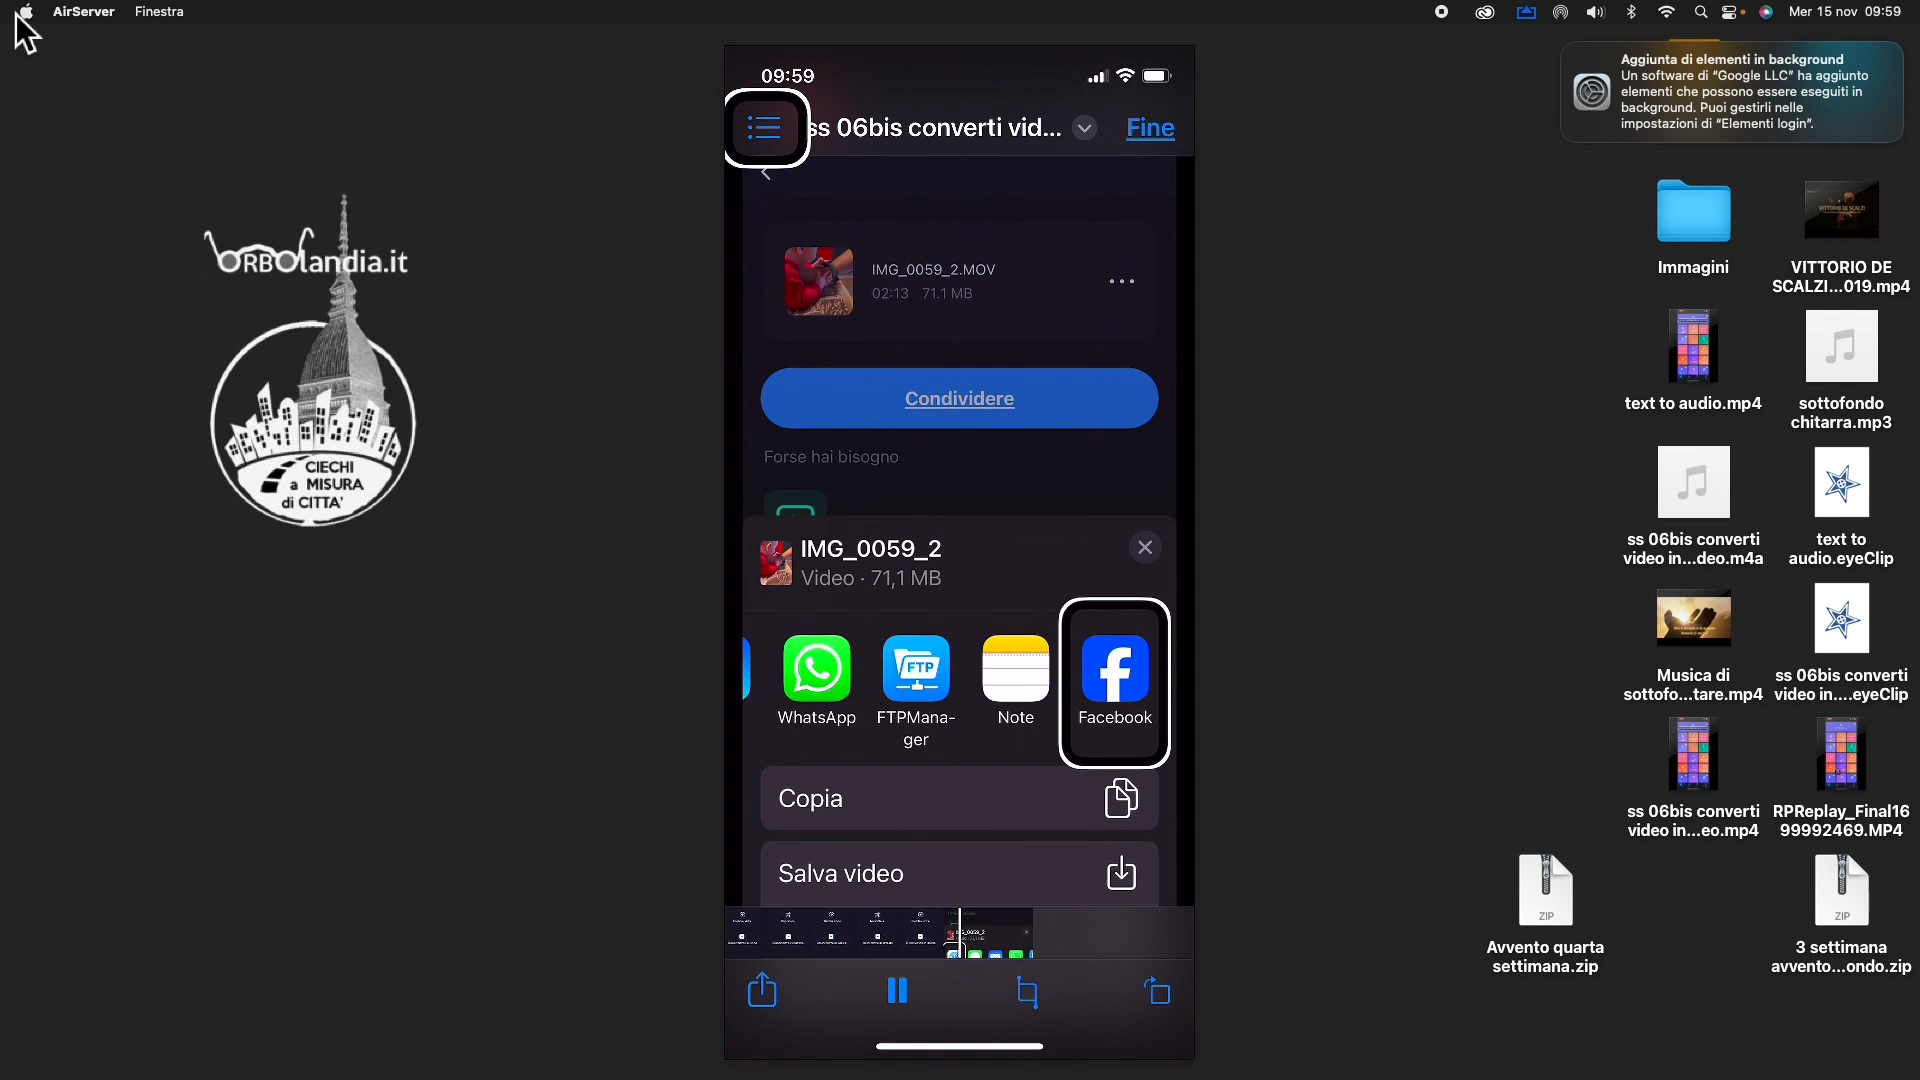 AirServer Finestra
Mer 15 nov 09:59
Aggiunta di elementi in background
Un software di “Google LLC” ha aggiunto
elementi che possono essere eseguiti in
background. Puoi gestirli nelle
impostazioni di “Elementi login”.
ORBOlandia.it
CIECHI
a MISURA
di CITTA'
09:59
ss 06bis converti vid...
Fine
IMG_0059_2.MOV
02:13 71.1 MB
Condividere
Forse hai bisogno
IMG_0059_2
Video · 71,1 MB
WhatsApp
FTP
FTPMana-
ger
Note
Facebook
Copia
Salva video
Immagini
VITTORIO DE SCALZI
VITTORIO DE
SCALZI...019.mp4
text to audio.mp4
sottofondo
chitarra.mp3
ss 06bis converti
video in...deo.m4a
text to
audio.eyeClip
Musica di
sottofo...tare.mp4
ss 06bis converti
video in....eyeClip
ss 06bis converti
video in...eo.mp4
RPReplay_Final16
99992469.MP4
ZIP
Avvento quarta
settimana.zip
ZIP
3 settimana
avvento...ondo.zip